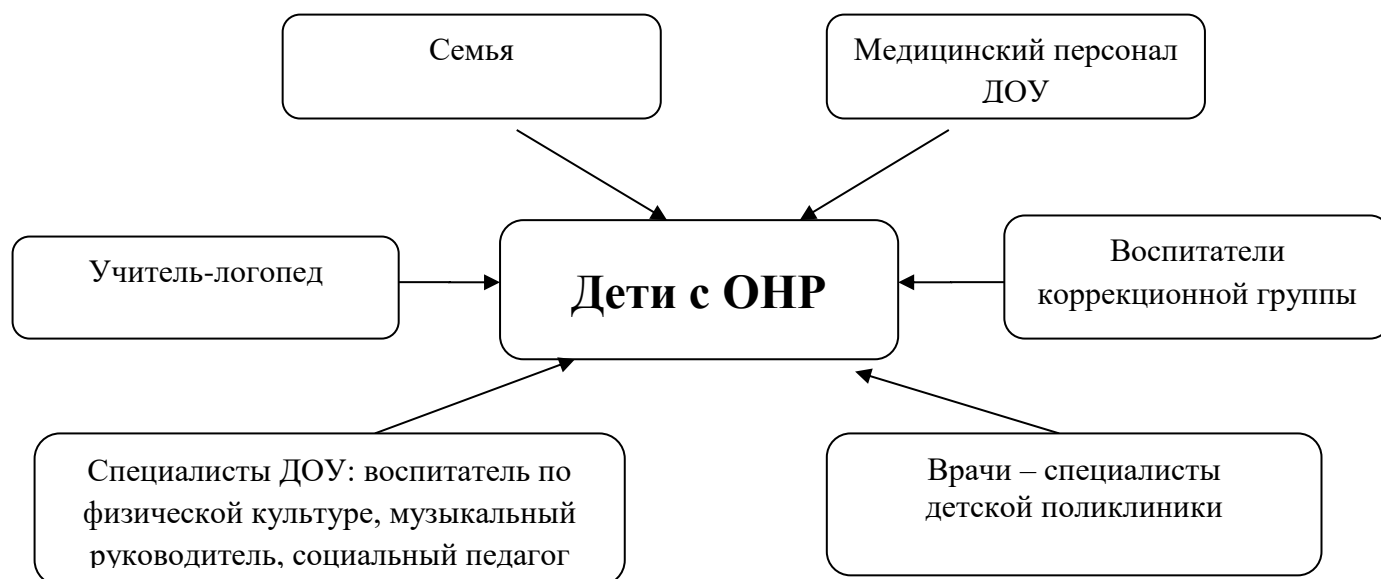 Семья
Медицинский персонал
ДОУ
Учитель-логопед
Дети с ОНР
Воспитатели
коррекционной группы
Специалисты ДОУ: воспитатель по
физической культуре, музыкальный
руководитель, социальный педагог
Врачи – специалисты
детской поликлиники